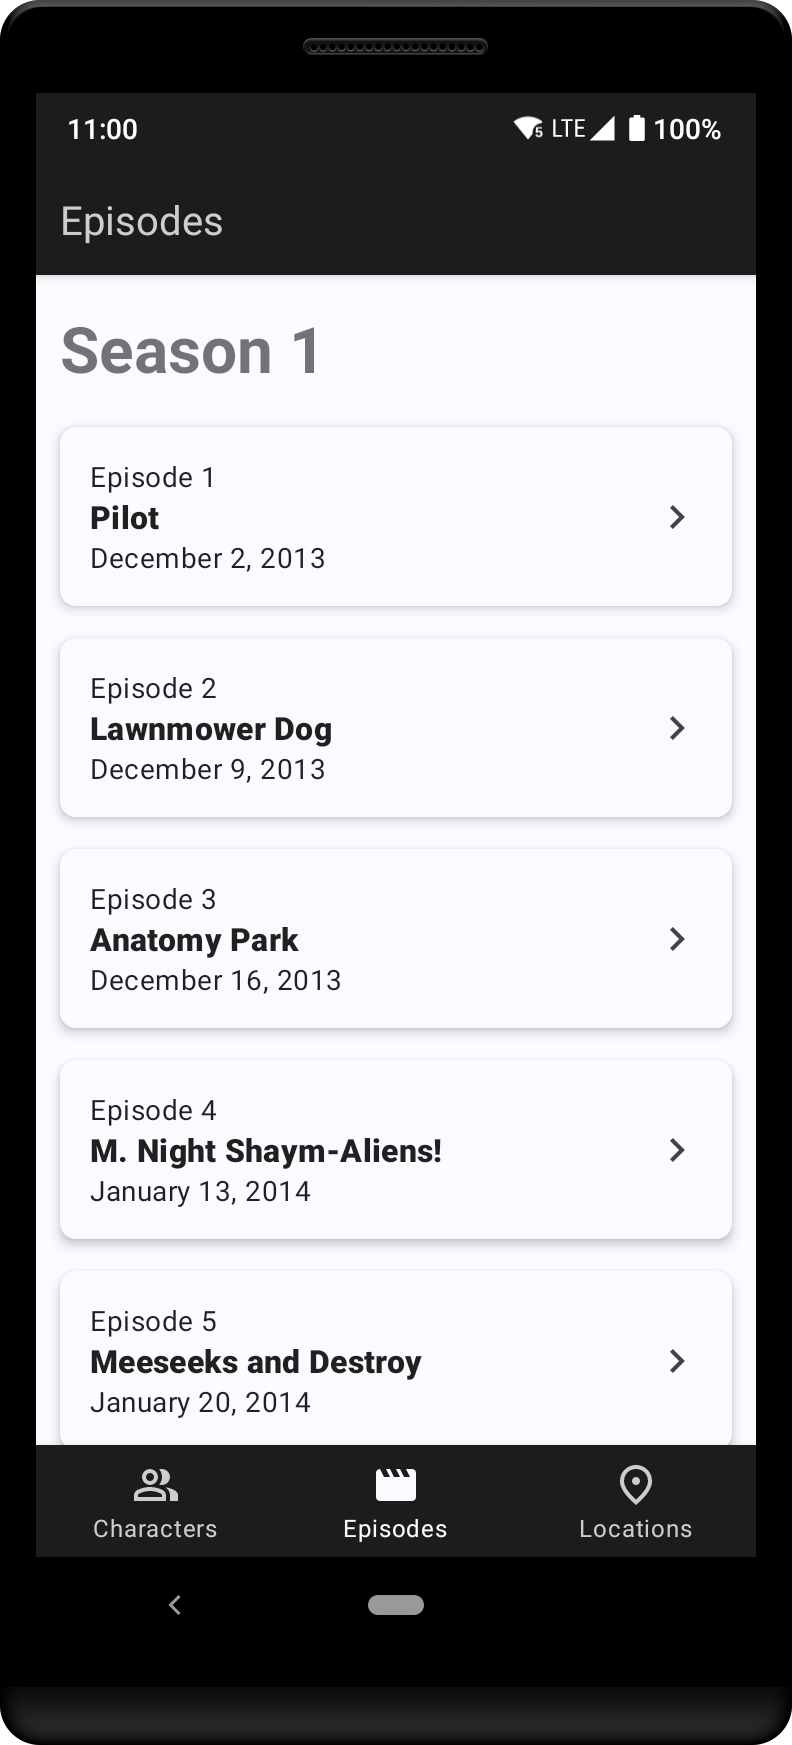 11:00
5 LTE 100%
Episodes
Season 1
Episode 1
Pilot
December 2, 2013
Episode 2
Lawnmower Dog
December 9, 2013
Episode 3
Anatomy Park
December 16, 2013
Episode 4
M. Night Shaym-Aliens!
January 13, 2014
Episode 5
Meeseeks and Destroy
January 20, 2014
Characters
Episodes
Locations